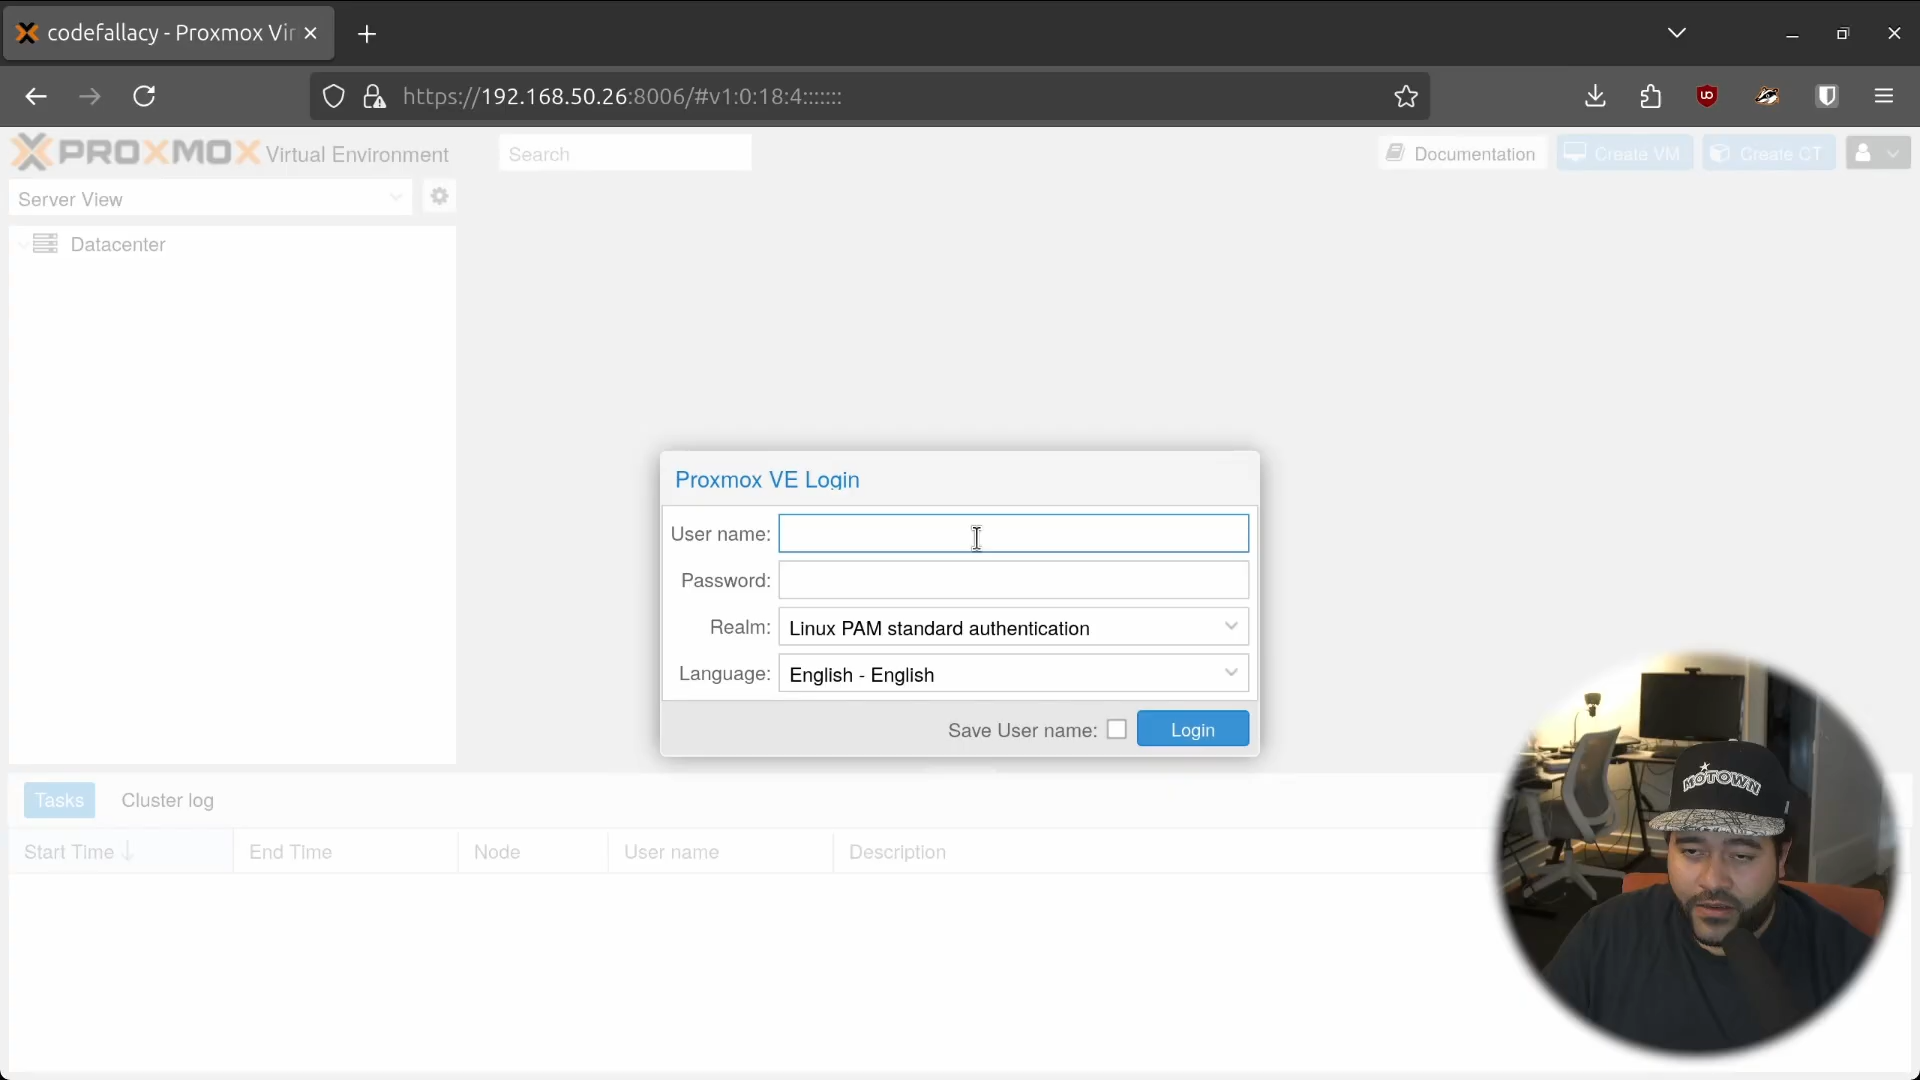 codefallacy - Proxmox Vir
https://192.168.50.26:8006/#v1:0:18:4:::::::
PROXMOX Virtual Environment
Search
Documentation
Create VM
Create CT
Server View
Datacenter
Proxmox VE Login
User name:
Password:
Realm: Linux PAM standard authentication
Language: English - English
Save User name: Login
Tasks Cluster log
Start Time End Time Node User name Description
MOTOWN